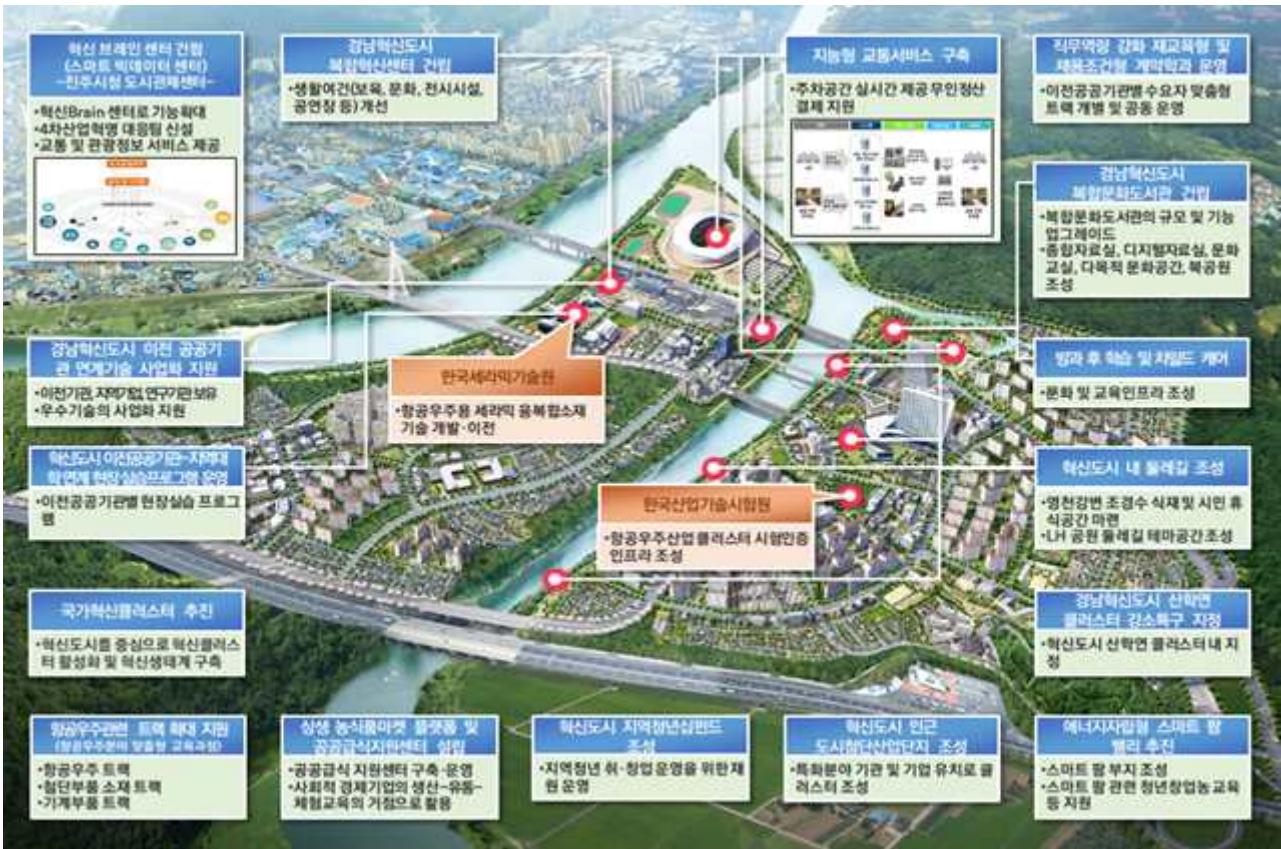 혁신 브레인 센터 건립
(스마트 빅데이터 센터)
-진주시청 도시관제센터-
•혁신Brain 센터로 기능확대
•4차산업혁명 대응팀 신설
•교통 및 관광정보 서비스 제공
경남혁신도시
복합혁신센터 건립
•생활여건(보육, 문화, 전시시설,
공연장 등)개선
지능형 교통서비스 구축
•주차공간 실시간 제공 무인정산
결제 지원
직무역량 강화 재교육형 및
채용조건형 계약학과 운영
•이전공공기관별 수요자 맞춤형
트랙 개별 및 공동 운영
경남혁신도시
복합문화도서관 건립
•복합문화도서관의 규모 및 기능
업그레이드
•종합자료실, 디지털자료실, 문화
교실, 다목적 문화공간, 북공원
조성
경남혁신도시 이전 공공기
관 연계기술 사업화 지원
•이전기관, 지역기업, 연구기관 보유
•우수기술의 사업화 지원
한국세라믹기술원
•항공우주용 세라믹 융복합소재
기술 개발·이전
방과 후 학습 및 차일드 케어
•문화 및 교육인프라 조성
혁신도시 이전공공기관-지역대
학 연계 현장실습프로그램 운영
•이전공공기관별 현장실습 프로그
램
한국산업기술시험원
•항공우주산업 클러스터 시험인증
인프라 조성
혁신도시 내 둘레길 조성
•영천강변 조경수 식재 및 시민 휴
식공간 마련
•LH 공원 둘레길 테마공간 조성
국가혁신클러스터 추진
•혁신도시를 중심으로 혁신클러스
터 활성화 및 혁신생태계 구축
경남혁신도시 산학연
클러스터 강소특구 지정
•혁신도시 산학연 클러스터 내 지
정
항공우주관련 트랙 확대 지원
(항공우주분야 맞춤형 교육과정)
•항공우주 트랙
•첨단부품 소재 트랙
•기계부품 트랙
상생 농식품마켓 플랫폼 및
공공급식지원센터 설립
•공공급식 지원센터 구축·운영
•사회적 경제기업의 생산-유통-
체험교육의 거점으로 활용
혁신도시 지역청년십펀드
조성
•지역청년 취·창업 운영을 위한 재
원 운영
혁신도시 인근
도시첨단산업단지 조성
•특화분야 기관 및 기업 유치로 클
러스터 조성
에너지자립형 스마트 팜
밸리 추진
•스마트 팜 부지 조성
•스마트 팜 관련 청년창업농 교육
등 지원